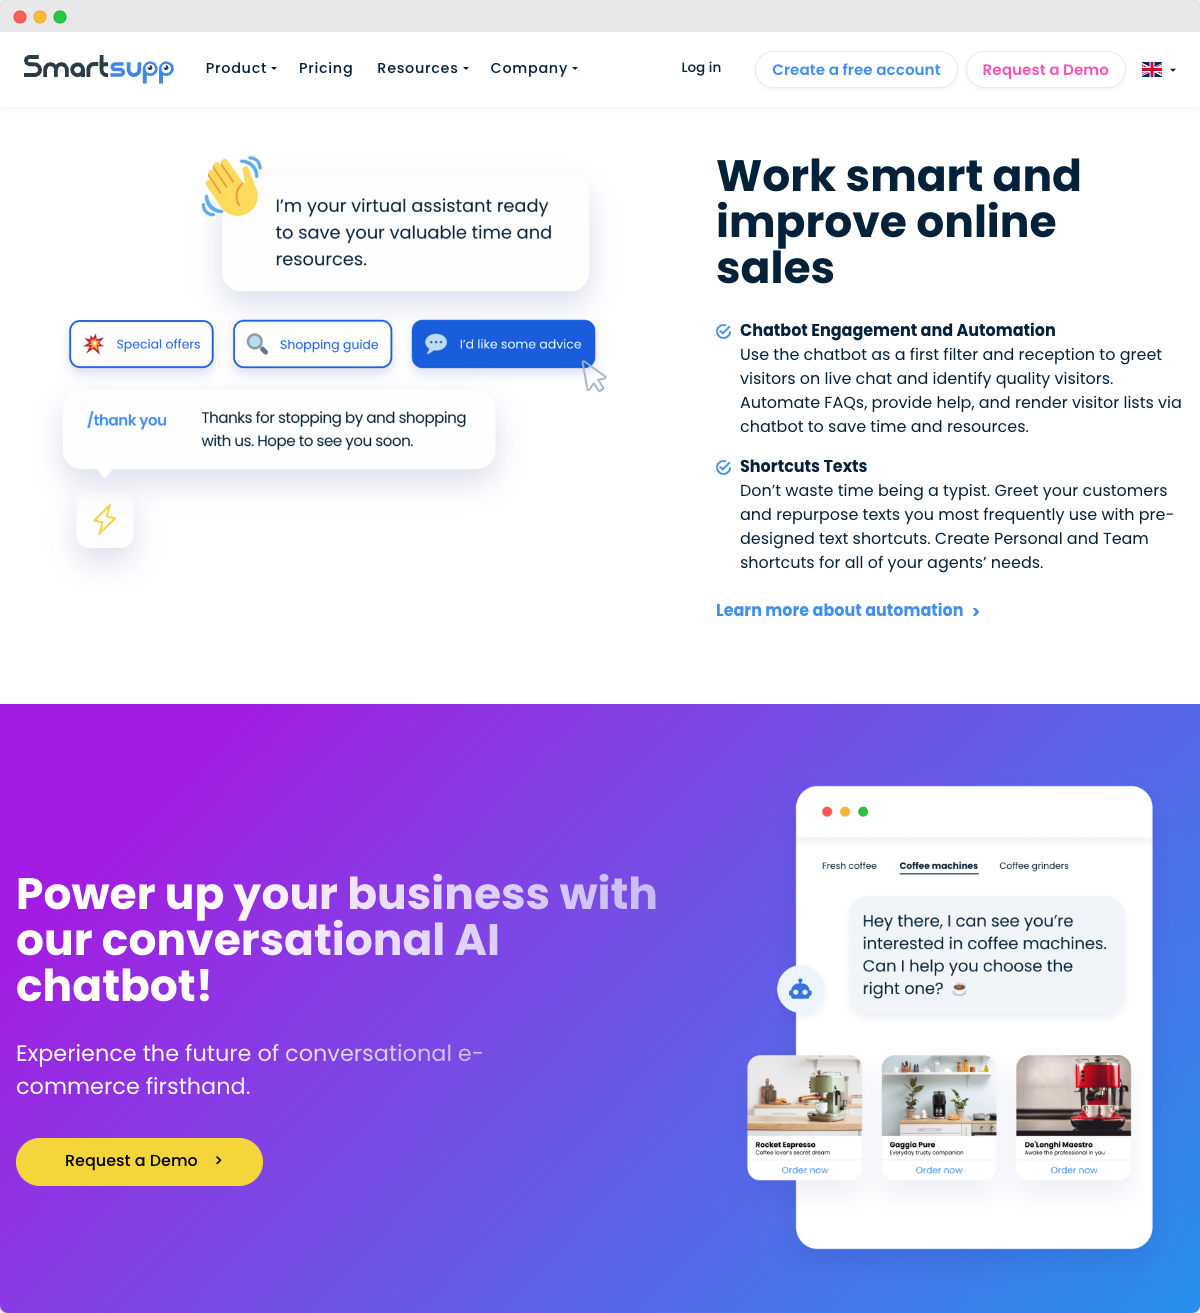 Smartsupp
Product
Pricing
Resources
Company
Log in
Create a free account
Request a Demo
I'm your virtual assistant ready
to save your valuable time and
resources.
Special offers
Shopping guide
I'd like some advice
/thank you
Thanks for stopping by and shopping
with us. Hope to see you soon.
Work smart and
improve online
sales
Chatbot Engagement and Automation
Use the chatbot as a first filter and reception to greet
visitors on live chat and identify quality visitors.
Automate FAQs, provide help, and render visitor lists via
chatbot to save time and resources.
Shortcuts Texts
Don’t waste time being a typist. Greet your customers
and repurpose texts you most frequently use with pre-
designed text shortcuts. Create Personal and Team
shortcuts for all of your agents’ needs.
Learn more about automation ›
Power up your business with
our conversational AI
chatbot!
Experience the future of conversational e-
commerce firsthand.
Request a Demo >
Fresh coffee
Coffee machines
Coffee grinders
Hey there, I can see you’re
interested in coffee machines.
Can I help you choose the
right one? ☕
Rocket Espresso
Coffee lover's secret dream
Order now
Gaggia Pure
Everyday trusty companion
Order now
De'Longhi Maestro
Awake the professional in you
Order now